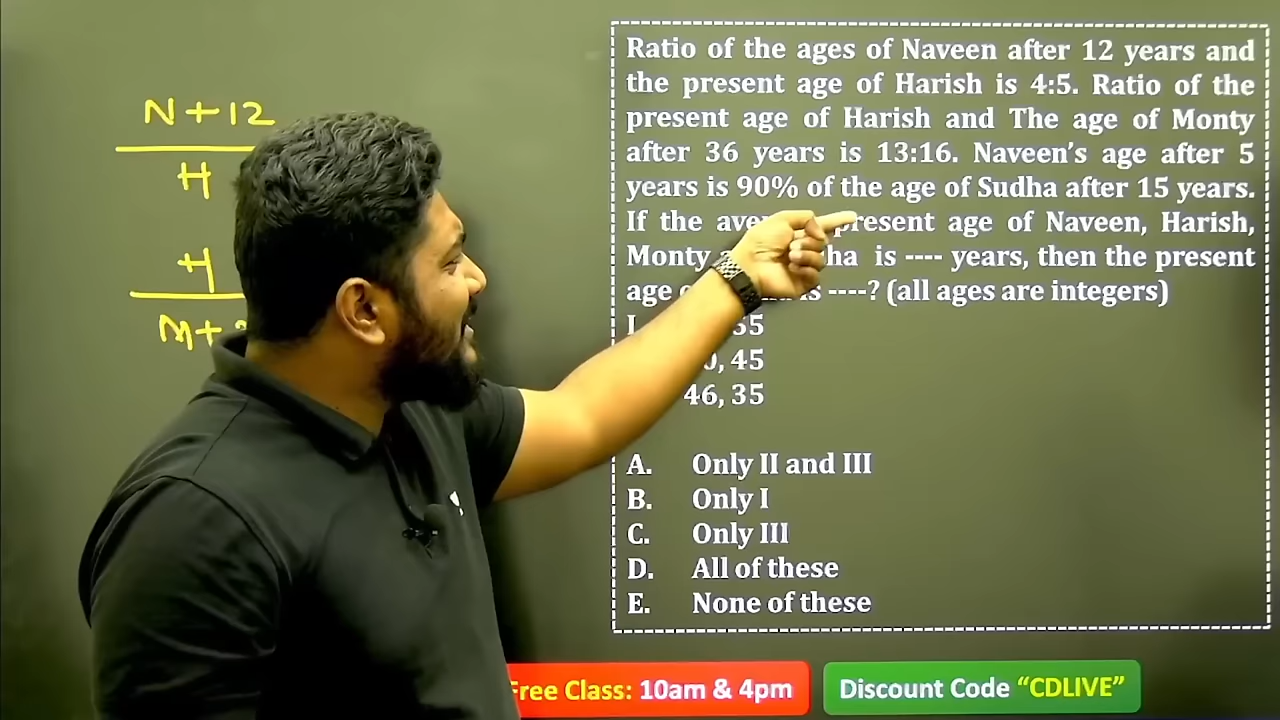 N + 12
H
H
M +
Ratio of the ages of Naveen after 12 years and
the present age of Harish is 4:5. Ratio of the
present age of Harish and The age of Monty
after 36 years is 13:16. Naveen's age after 5
years is 90% of the age of Sudha after 15 years.
If the present age of Naveen, Harish,
Monty is ---- years, then the present
age ----? (all ages are integers)
I
, 45
46, 35
A. Only II and III
B. Only I
C. Only III
D. All of these
E. None of these
Free Class: 10am & 4pm
Discount Code “CDLIVE”